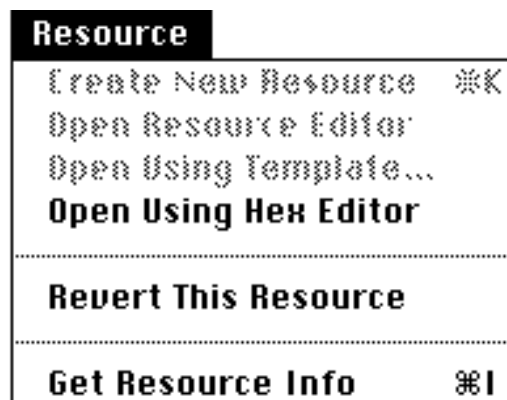 Resource
Create New Resource ⌘K
Open Resource Editor
Open Using Template...
Open Using Hex Editor
Revert This Resource
Get Resource Info ⌘I